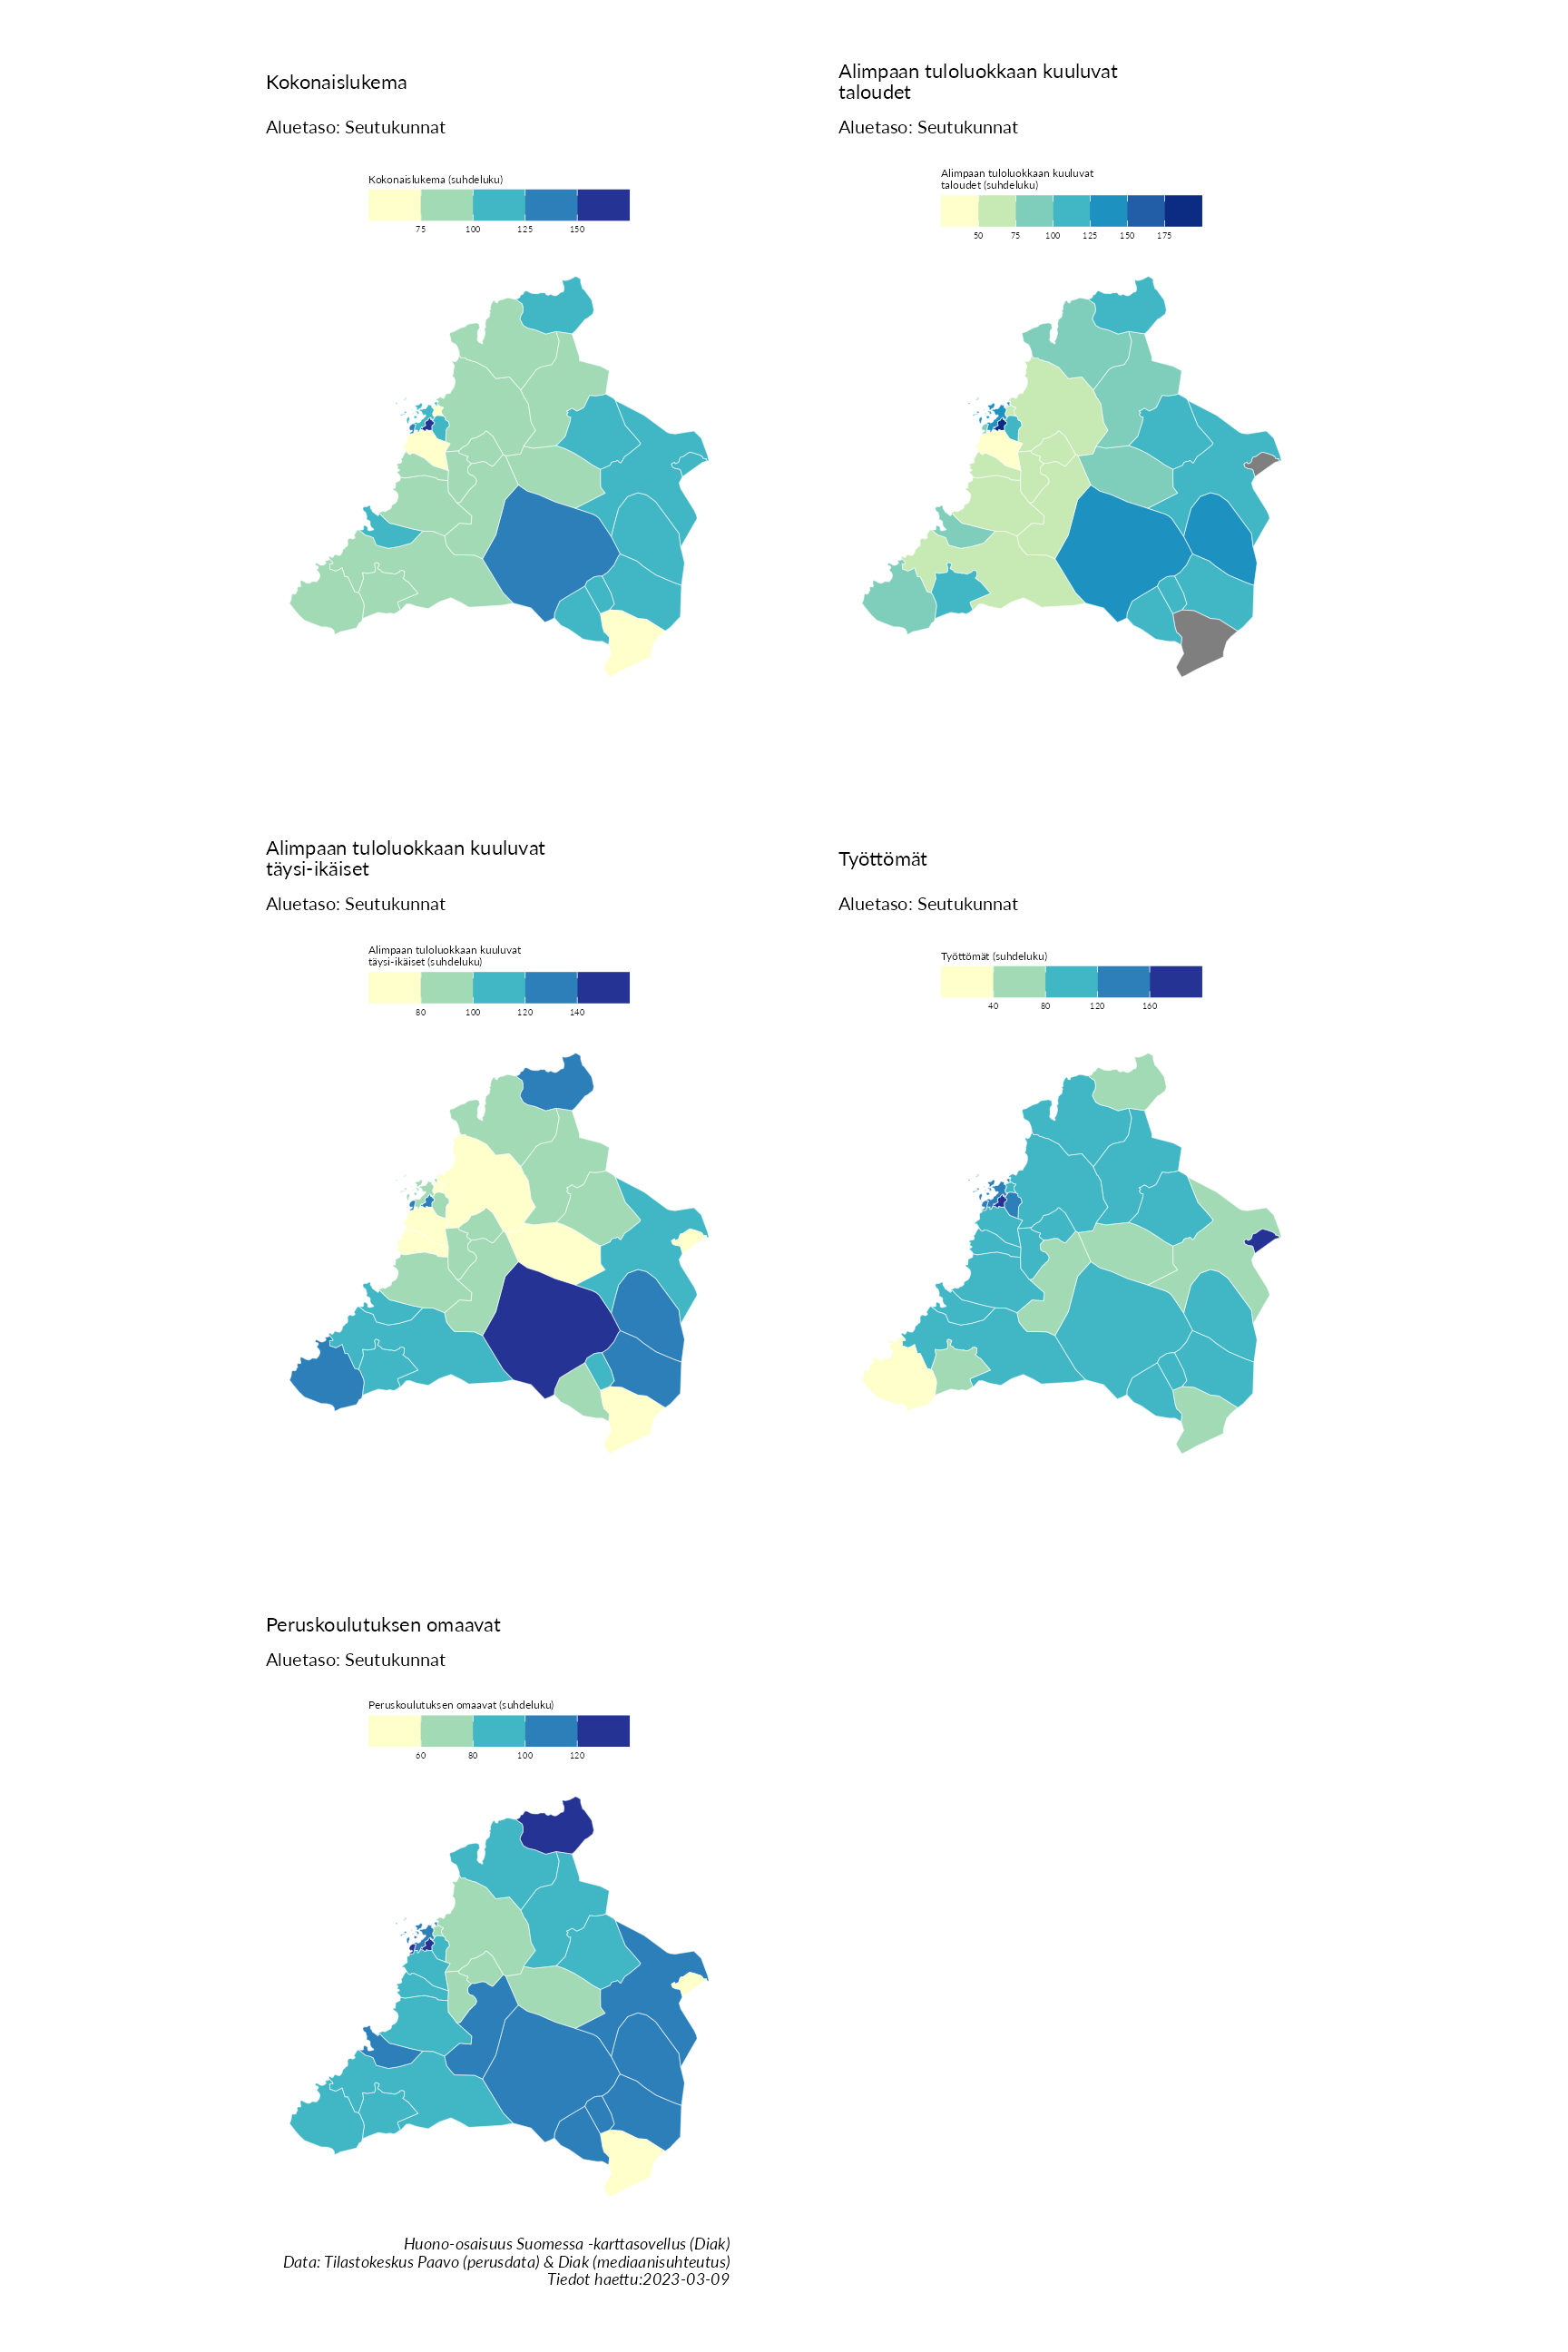 Kokonaislukema
Aluetaso: Seutukunnat
Kokonaislukema (suhdeluku)
75 100 125 150
Alimpaan tuloluokkaan kuuluvat
taloudet
Aluetaso: Seutukunnat
Alimpaan tuloluokkaan kuuluvat
taloudet (suhdeluku)
50 75 100 125 150 175
Alimpaan tuloluokkaan kuuluvat
täysi-ikäiset
Aluetaso: Seutukunnat
Alimpaan tuloluokkaan kuuluvat
täysi-ikäiset (suhdeluku)
80 100 120 140
Työttömät
Aluetaso: Seutukunnat
Työttömät (suhdeluku)
40 80 120 160
Peruskoulutuksen omaavat
Aluetaso: Seutukunnat
Peruskoulutuksen omaavat (suhdeluku)
60 80 100 120
Huono-osaisuus Suomessa -karttasovellus (Diak)
Data: Tilastokeskus Paavo (perusdata) & Diak (mediaanisuhteutus)
Tiedot haettu:2023-03-09